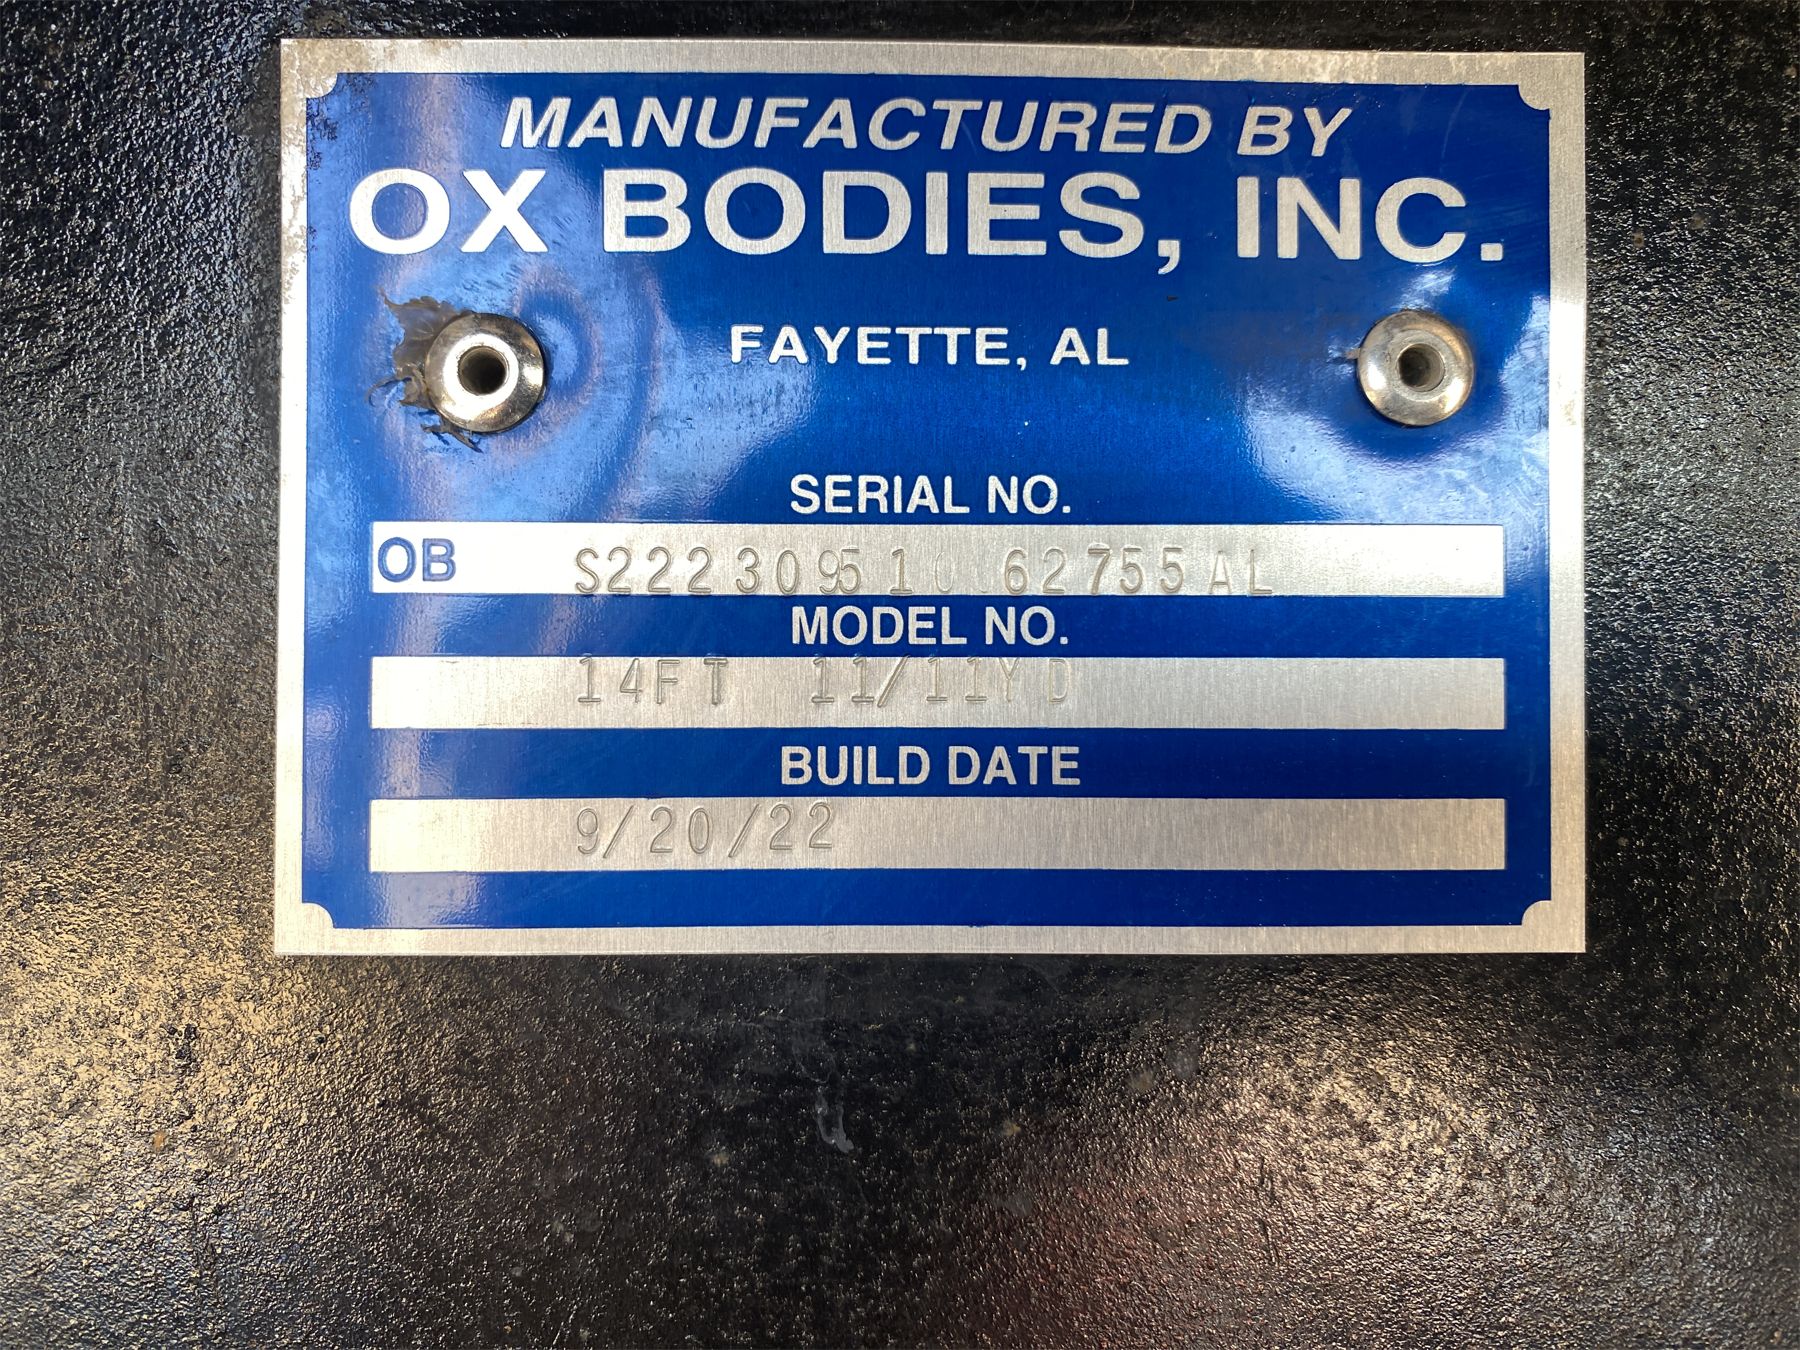 MANUFACTURED BY
OX BODIES, INC.
FAYETTE, AL
SERIAL NO.
OB
MODEL NO.
14FT 11/11YD
BUILD DATE
9/20/22